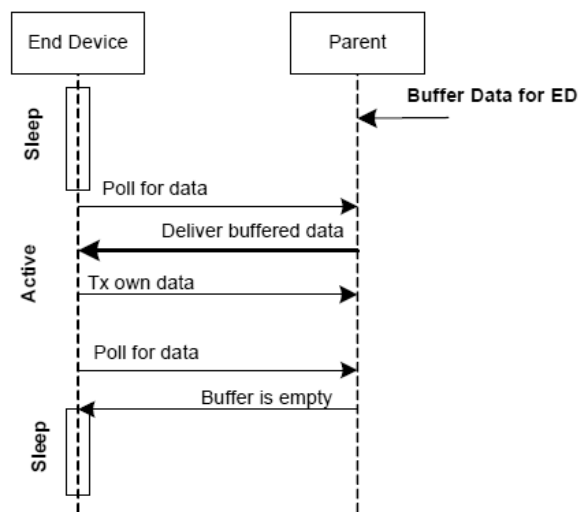 End Device
Parent
Buffer Data for ED
Sleep
Poll for data
Deliver buffered data
Active
Tx own data
Poll for data
Buffer is empty
Sleep